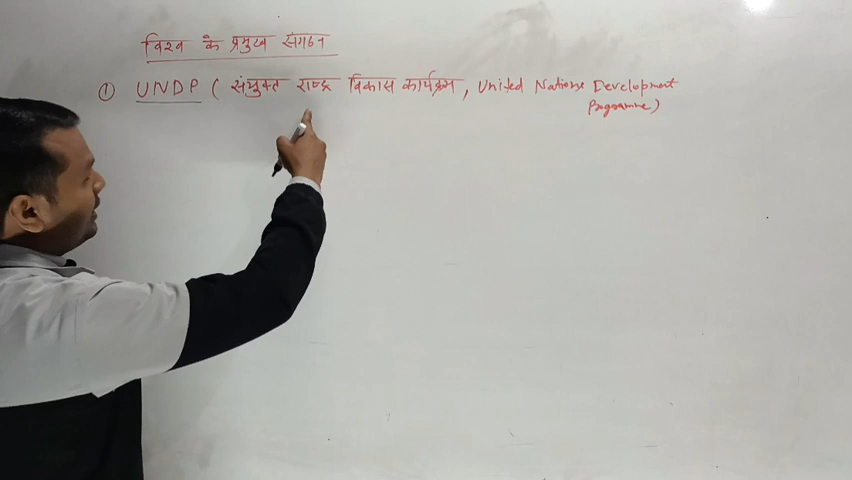 विश्व के प्रमुख संगठन
① UNDP ( संयुक्त राष्ट्र विकास कार्यक्रम, United Nations Development
Programme)